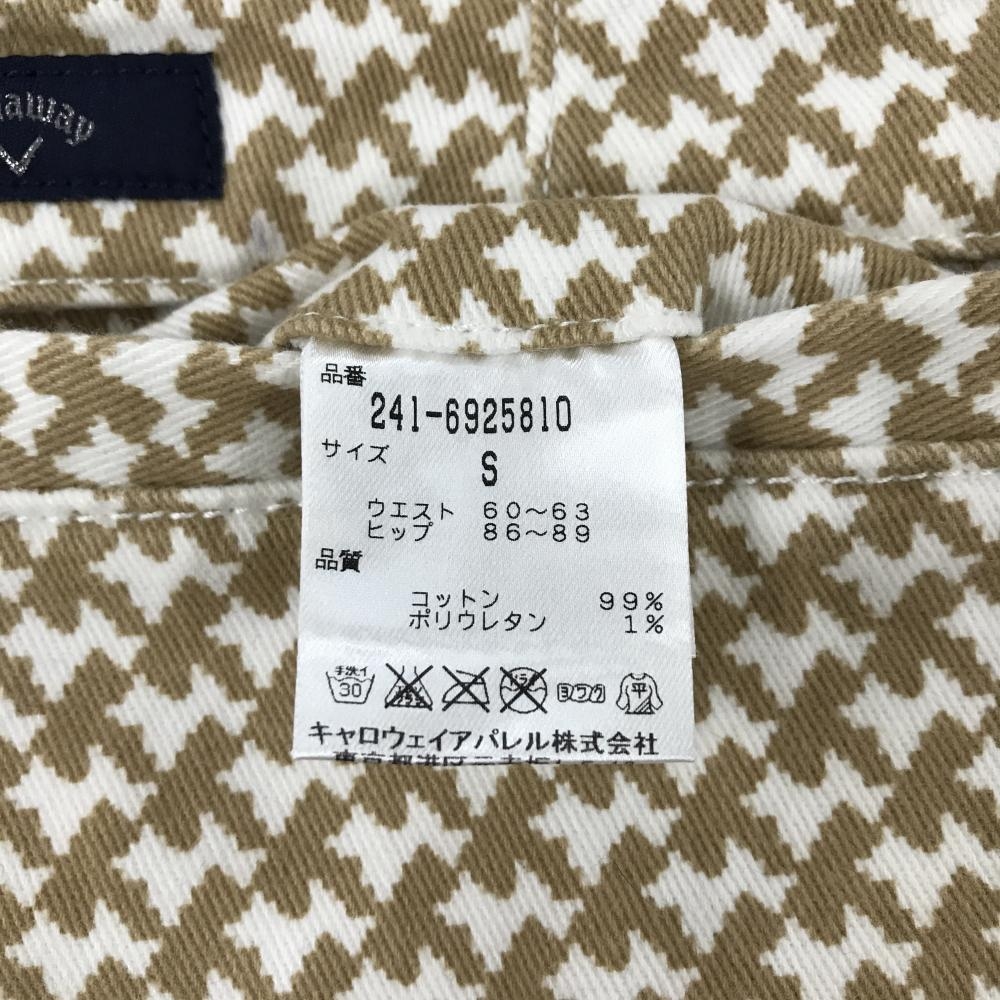 品番
241-6925810
サイズ
S
ウエスト 60~63
ヒップ 86~89
品質
コットン 99%
ポリウレタン 1%
手洗イ
30
ヨワク
平
キャロウェイアパレル株式会社